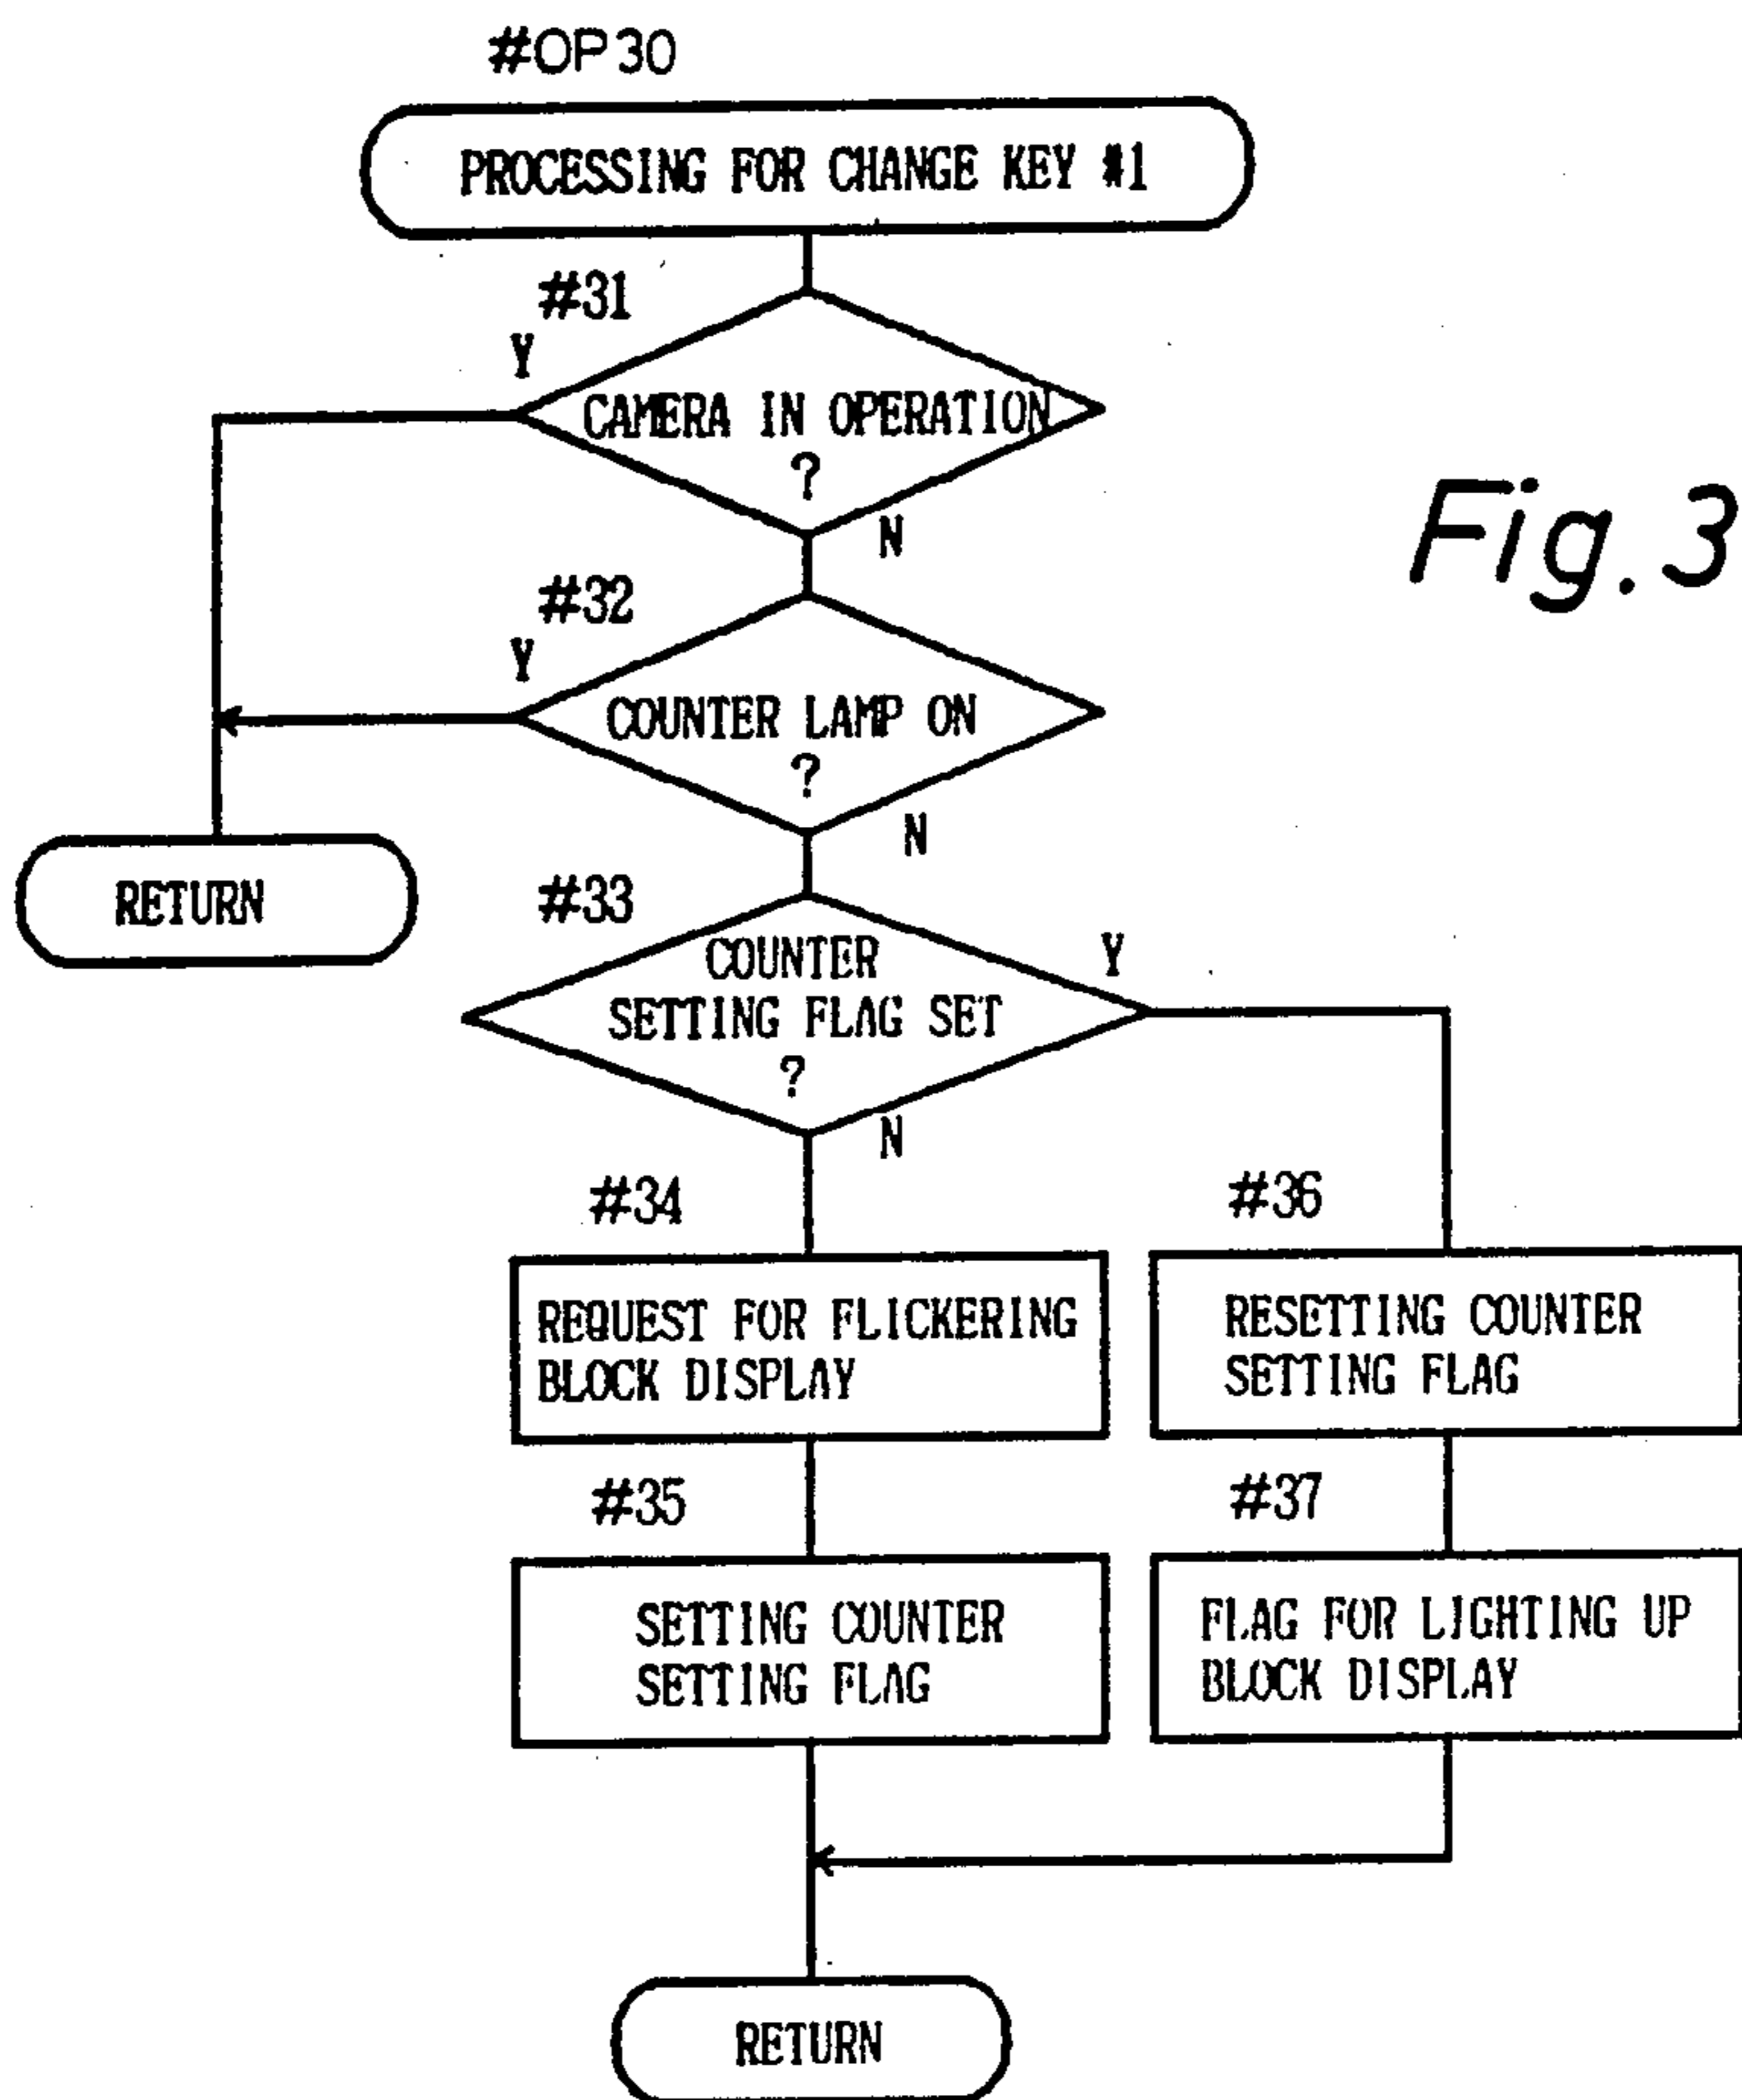 #OP30
PROCESSING FOR CHANGE KEY #1
#31
Y
CAMERA IN OPERATION
?
N
Fig.3
#32
Y
COUNTER LAMP ON
?
N
RETURN
#33
COUNTER
SETTING FLAG SET
?
Y
N
#34
REQUEST FOR FLICKERING
BLOCK DISPLAY
#36
RESETTING COUNTER
SETTING FLAG
#35
SETTING COUNTER
SETTING FLAG
#37
FLAG FOR LIGHTING UP
BLOCK DISPLAY
RETURN